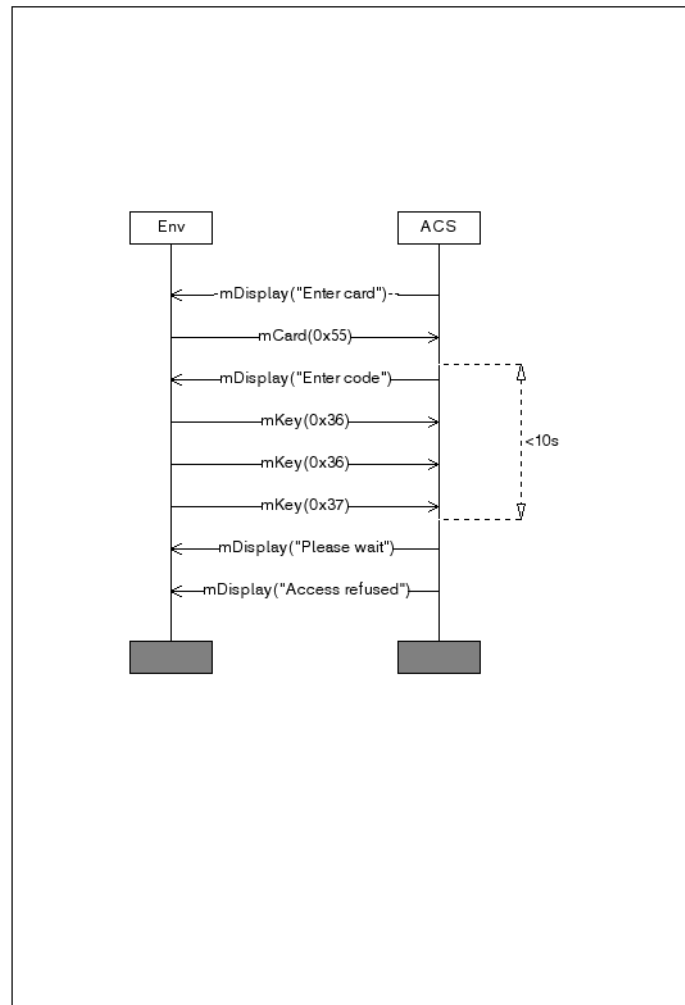 Env
ACS
mDisplay("Enter card")
mCard(0x55)
mDisplay("Enter code")
mKey(0x36)
<10s
mKey(0x36)
mKey(0x37)
mDisplay("Please wait")
mDisplay("Access refused")